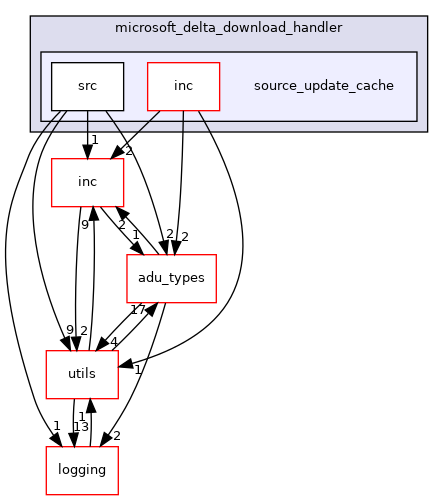 microsoft_delta_download_handler
src
inc
source_update_cache
1
2
inc
9
2
1
2
2
adu_types
17
9
2
4
utils
1
1
13
1
2
logging